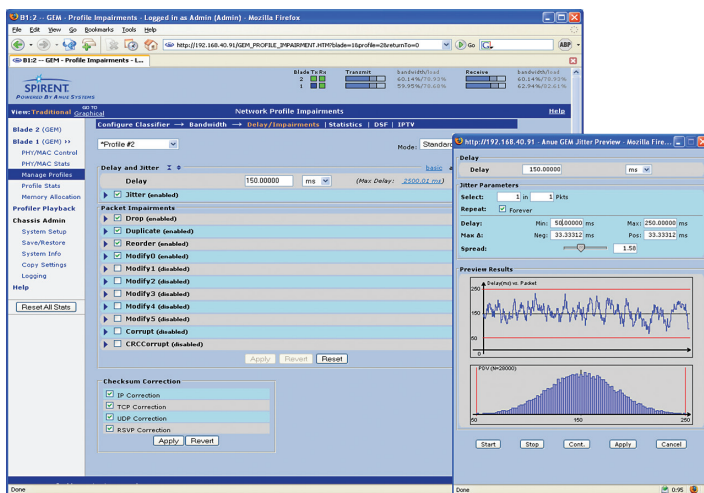 B1:2 -- GEM - Profile Impairments - Logged in as Admin (Admin) - Mozilla Firefox
File Edit View Go Bookmarks Tools Help
http://192.168.40.91/GEM_PROFILE_IMPAIRMENT.HTM?blade=1&profile=2&returnTo=0
Go
ABP
B1:2 -- GEM - Profile Impairments - L...
SPIRENT
POWERED BY ANUE SYSTEMS
Blade Tx Rx Transmit bandwidth/load Receive bandwidth/load
2 60.14%/78.93% 60.14%/78.93%
1 59.95%/78.68% 62.94%/82.61%
View: Traditional GO TO Graphical
Network Profile Impairments
Help
Blade 2 (GEM)
Blade 1 (GEM) >>
PHY/MAC Control
PHY/MAC Stats
Manage Profiles
Profile Stats
Memory Allocation
Profiler Playback
Chassis Admin
System Setup
Save/Restore
System Info
Copy Settings
Logging
Help
Reset All Stats
Configure Classifier → Bandwidth → Delay/Impairments | Statistics | DSF | IPTV
*Profile #2
Mode: Standard
Delay and Jitter
basic
Delay 150.00000 ms (Max Delay: 2500.01 ms)
Jitter (enabled)
Packet Impairments
Drop (enabled)
Duplicate (enabled)
Reorder (enabled)
Modify0 (enabled)
Modify1 (disabled)
Modify2 (disabled)
Modify3 (disabled)
Modify4 (disabled)
Modify5 (disabled)
Corrupt (disabled)
CRCCorrupt (disabled)
Apply Revert Reset
Checksum Correction
IP Correction
TCP Correction
UDP Correction
RSVP Correction
Apply Revert
Done
http://192.168.40.91 - Anue GEM Jitter Preview - Mozilla Fire...
Delay
Delay 150.00000 ms
Jitter Parameters
Select: 1 in 1 Pkts
Repeat: Forever
Delay: Min: 50.00000 ms Max: 250.00000 ms
Max Δ: Neg: 33.33312 ms Pos: 33.33312 ms
Spread: 1.58
Preview Results
Delay(ms) vs. Packet
250
150
50
0
PDV (N=28000)
50 150 250
Start Stop Cont. Apply Cancel
Done
0:95